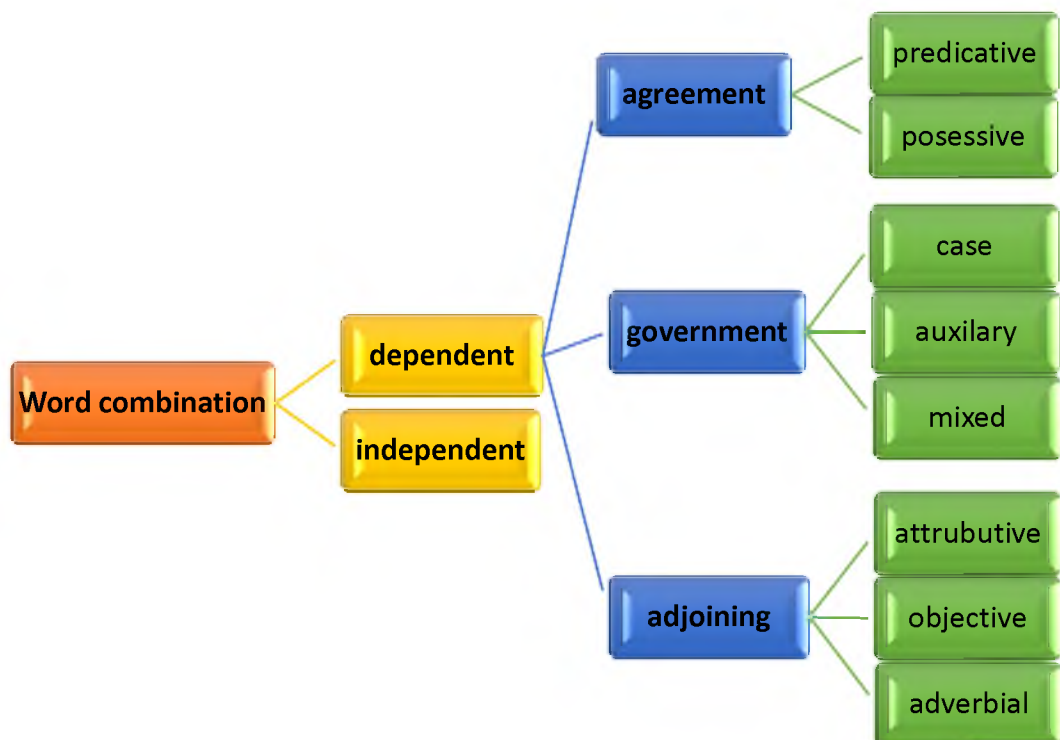 Word combination
dependent
independent
agreement
predicative
posessive
government
case
auxilary
mixed
adjoining
attrubutive
objective
adverbial